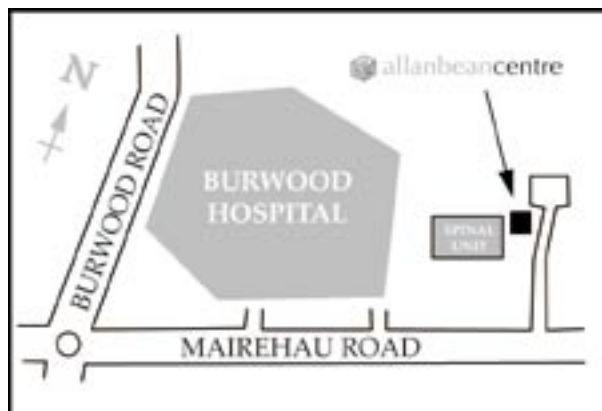 N
allanbeancentre
BURWOOD ROAD
BURWOOD
HOSPITAL
SPINAL
UNIT
MAIREHAU ROAD